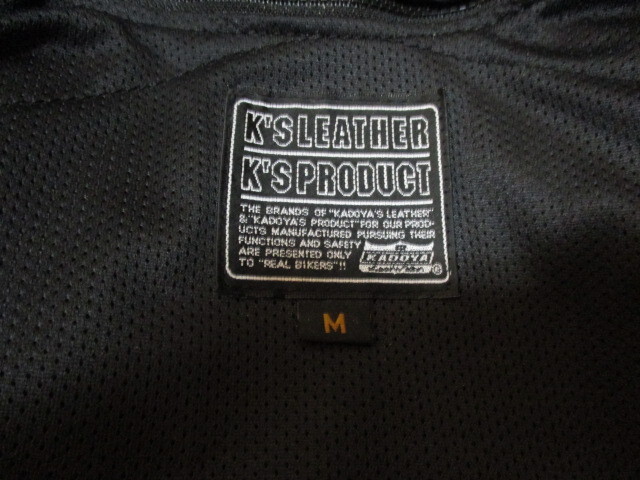 K'S LEATHER
K'S PRODUCT
THE BRANDS OF "KADOYA'S LEATHER"
& "KADOYA'S PRODUCT" FOR OUR PROD-
UCTS MANUFACTURED PURSUING THEIR
FUNCTIONS AND SAFETY
ARE PRESENTED ONLY
TO "REAL BIKERS"!!
KADOYA
®
M